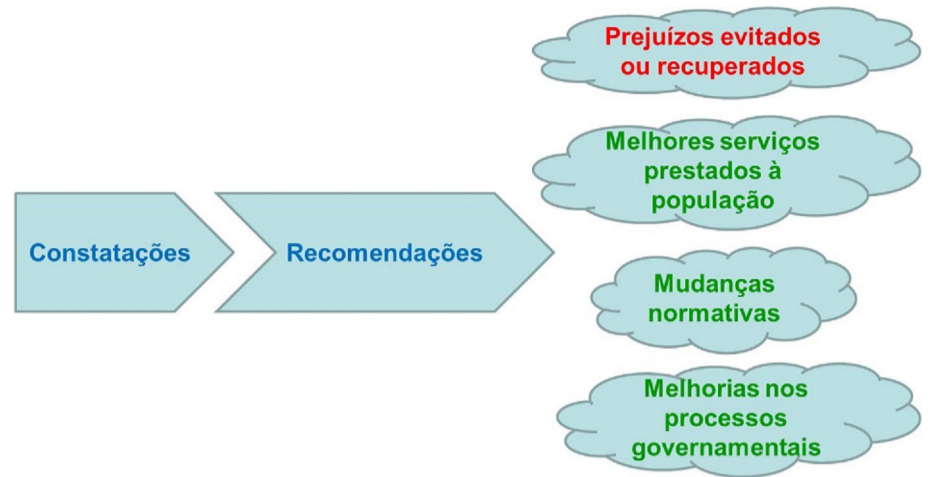 Constatações
Recomendações
Prejuízos evitados
ou recuperados
Melhores serviços
prestados à
população
Mudanças
normativas
Melhorias nos
processos
governamentais